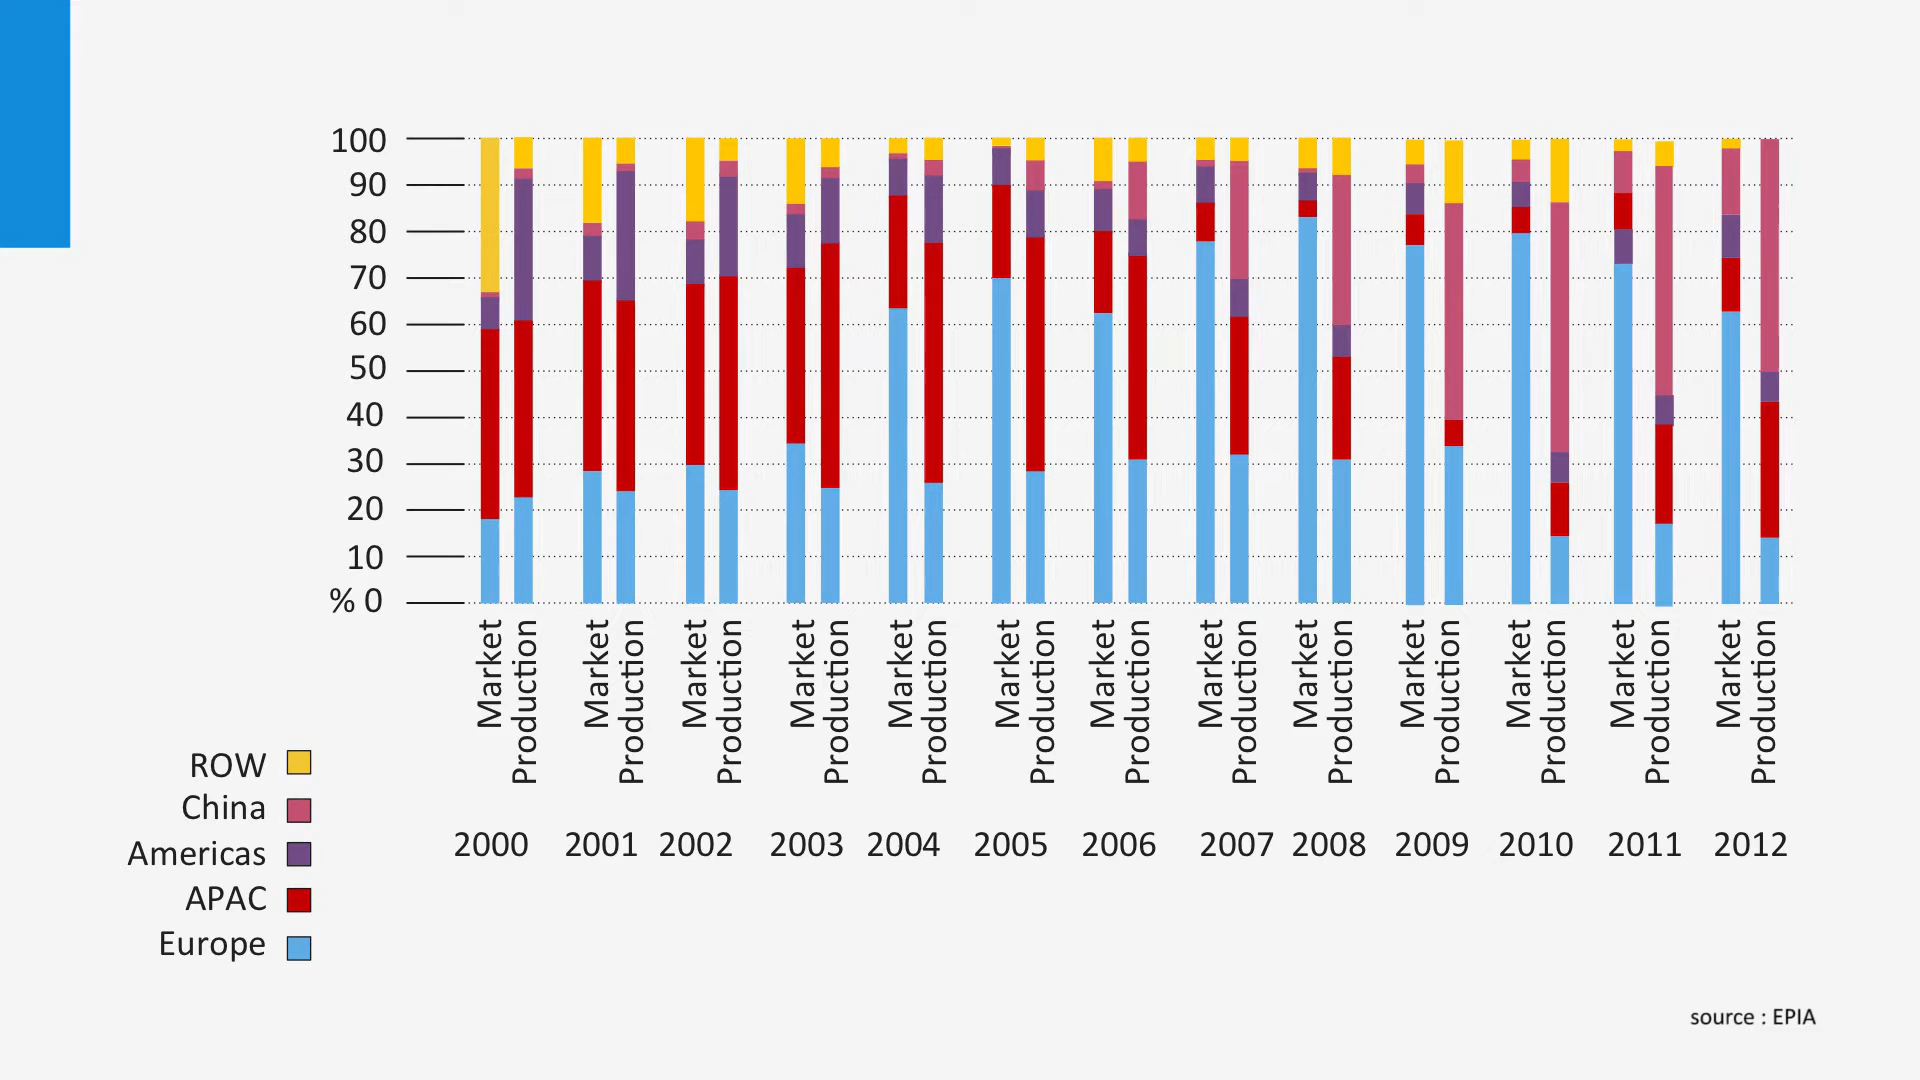 100
90
80
70
60
50
40
30
20
10
% 0
Market Production Market Production Market Production Market Production Market Production Market Production Market Production Market Production Market Production Market Production Market Production Market Production Market Production
2000 2001 2002 2003 2004 2005 2006 2007 2008 2009 2010 2011 2012
ROW
China
Americas
APAC
Europe
source : EPIA